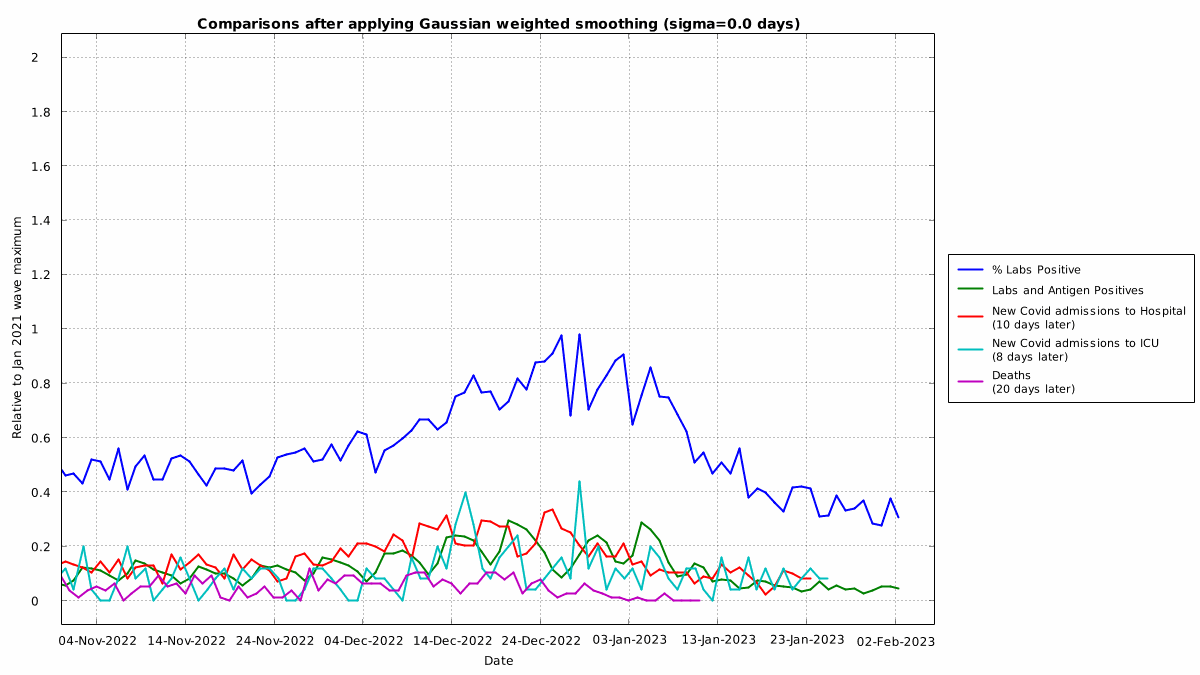 Comparisons after applying Gaussian weighted smoothing (sigma=0.0 days)
Relative to Jan 2021 wave maximum
2
1.8
1.6
1.4
1.2
1
0.8
0.6
0.4
0.2
0
04-Nov-2022 14-Nov-2022 24-Nov-2022 04-Dec-2022 14-Dec-2022 24-Dec-2022 03-Jan-2023 13-Jan-2023 23-Jan-2023 02-Feb-2023
Date
% Labs Positive
Labs and Antigen Positives
New Covid admissions to Hospital
(10 days later)
New Covid admissions to ICU
(8 days later)
Deaths
(20 days later)